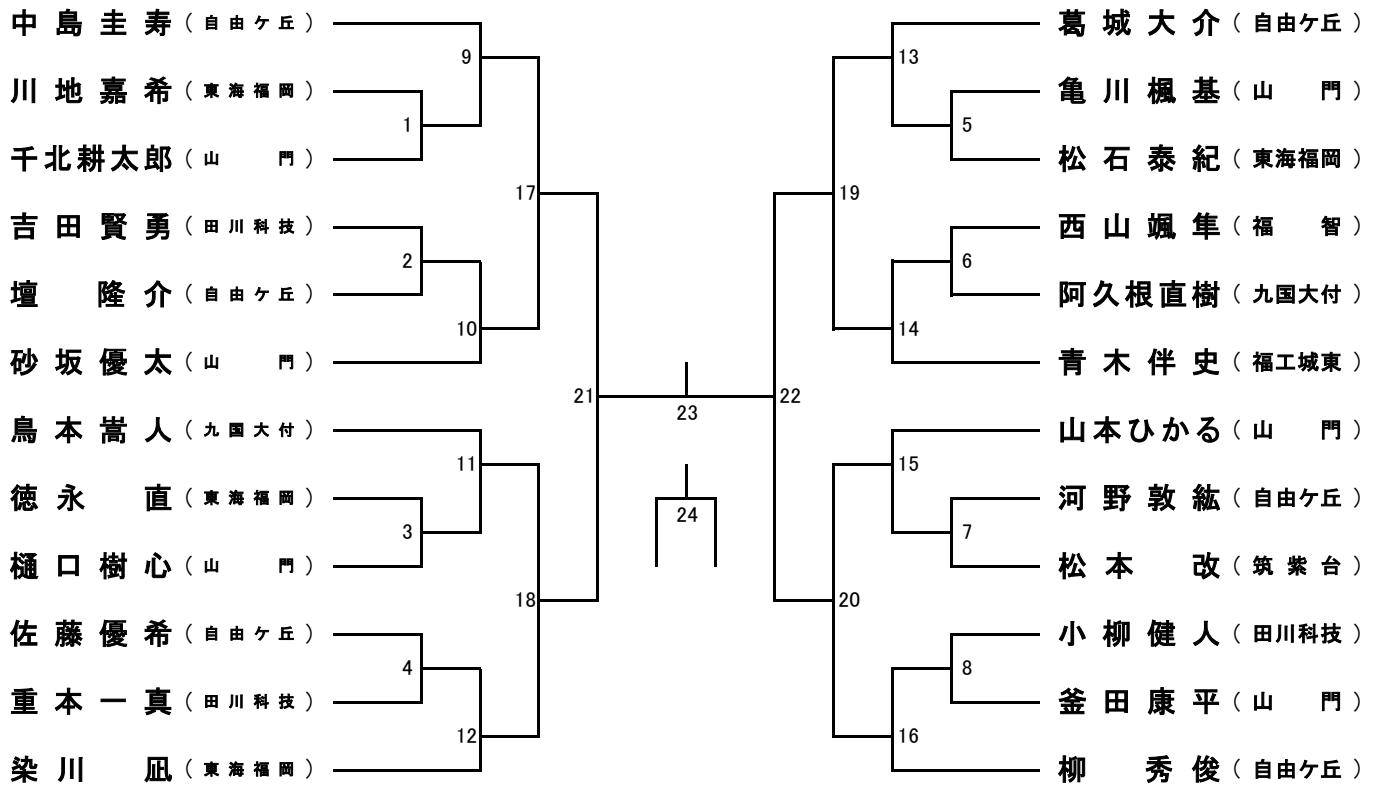 中島圭寿（自由ケ丘）
川地嘉希（東海福岡）
千北耕太郎（山門）
吉田賢勇（田川科技）
壇隆介（自由ケ丘）
砂坂優太（山門）
鳥本嵩人（九国大付）
徳永直（東海福岡）
樋口樹心（山門）
佐藤優希（自由ケ丘）
重本一真（田川科技）
染川凪（東海福岡）
9
1
17
2
10
21
11
3
18
4
12
23
24
13
5
19
6
14
22
15
7
20
8
16
葛城大介（自由ケ丘）
亀川楓基（山門）
松石泰紀（東海福岡）
西山颯隼（福智）
阿久根直樹（九国大付）
青木伴史（福工城東）
山本ひかる（山門）
河野敦紘（自由ケ丘）
松本改（筑紫台）
小柳健人（田川科技）
釜田康平（山門）
柳秀俊（自由ケ丘）